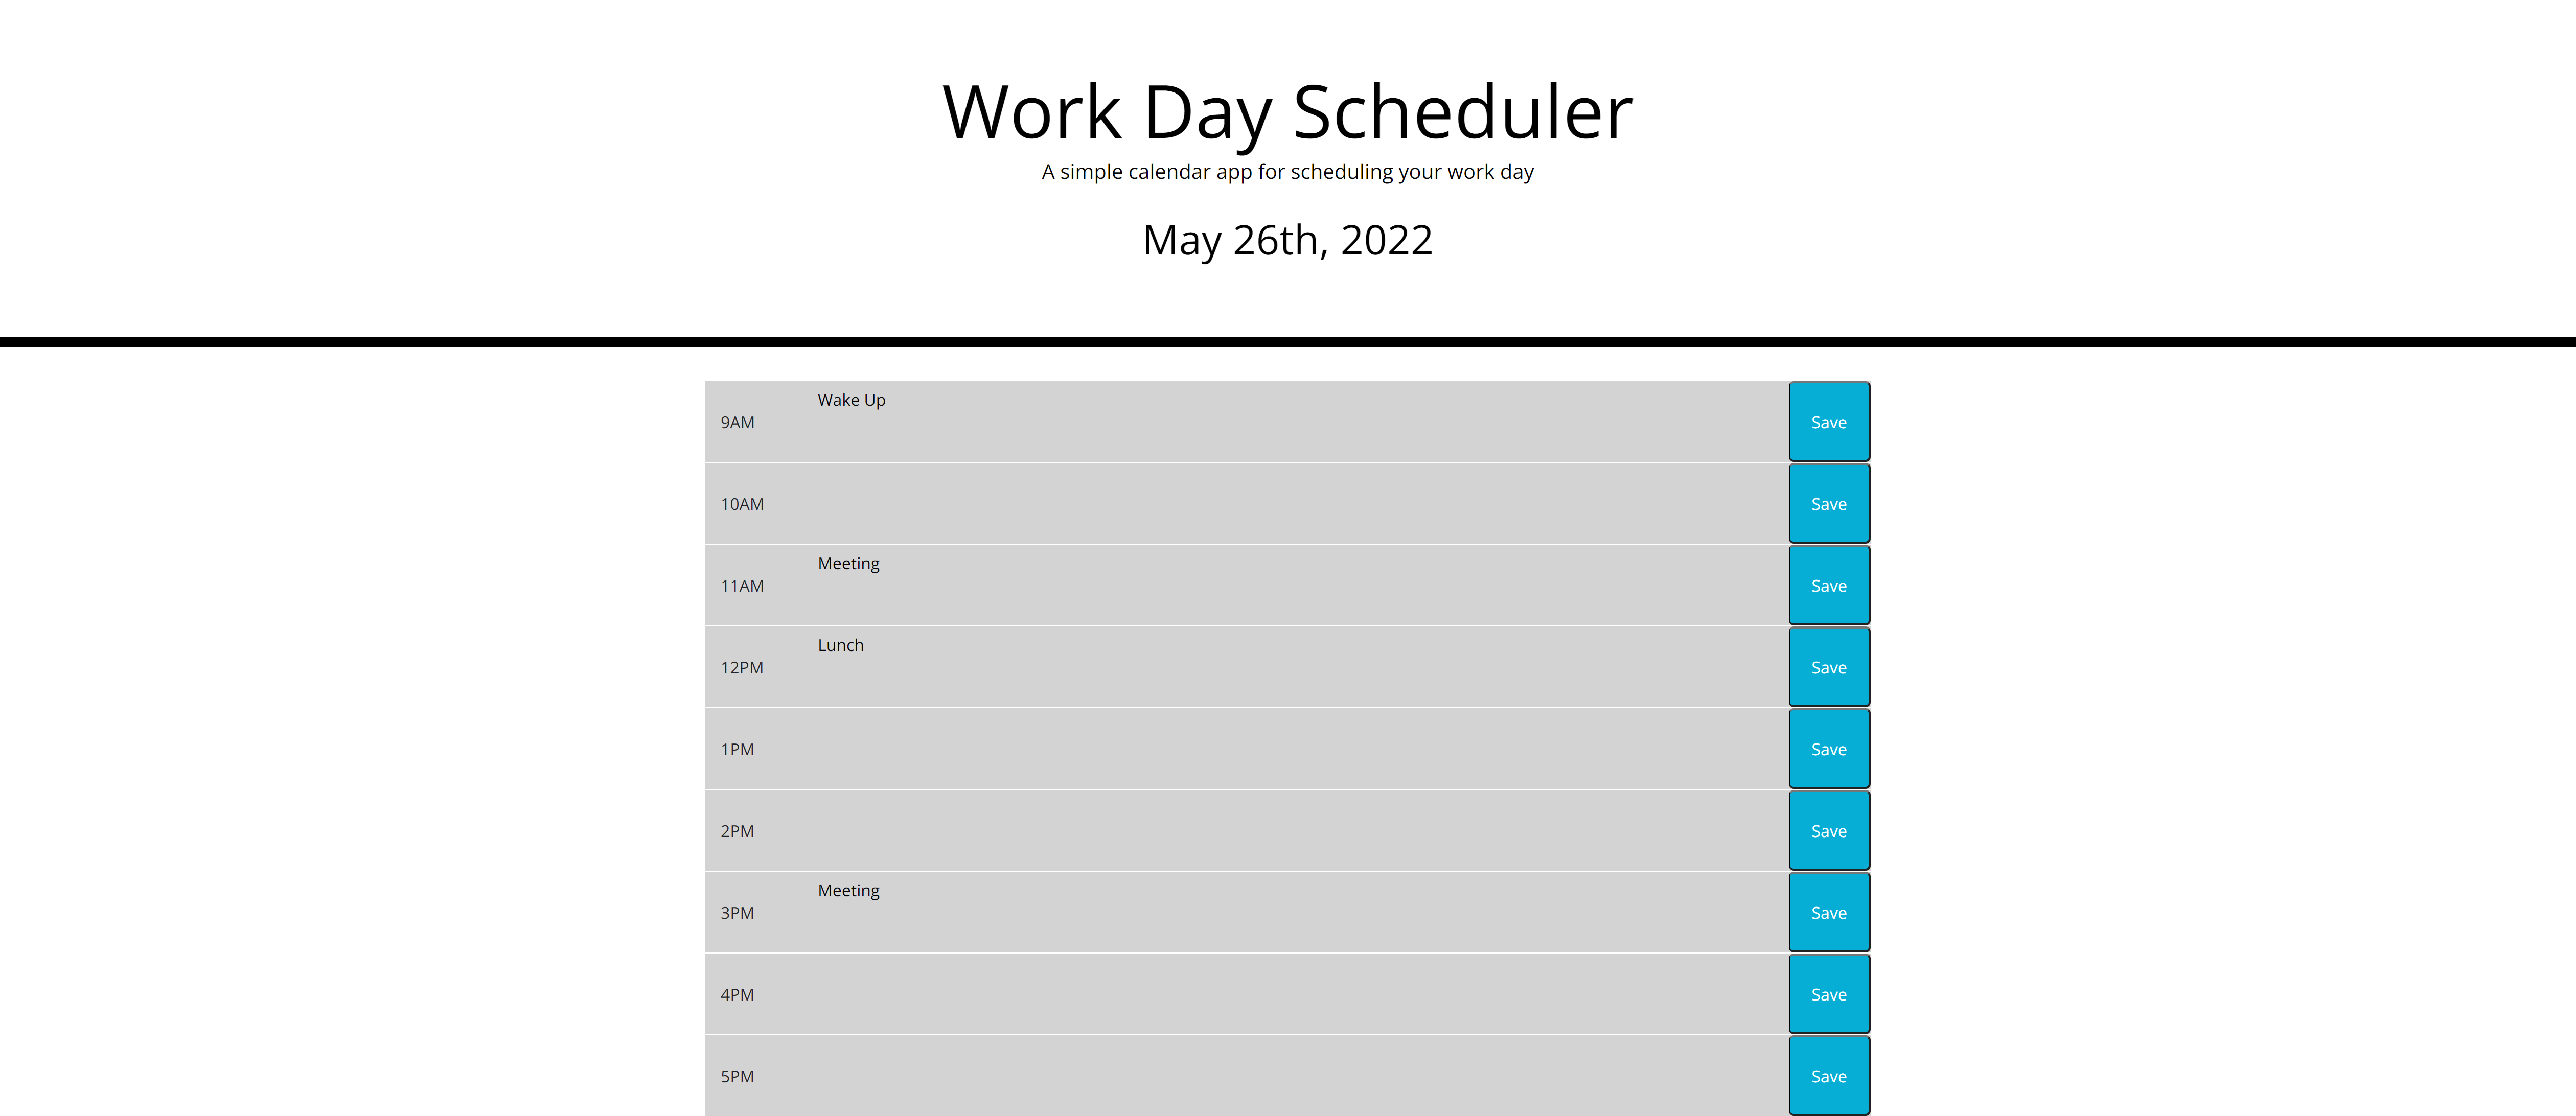 Work Day Scheduler
A simple calendar app for scheduling your work day
May 26th, 2022
Wake Up
9AM
Save
10AM
Save
Meeting
11AM
Save
Lunch
12PM
Save
1PM
Save
2PM
Save
Meeting
3PM
Save
4PM
Save
5PM
Save